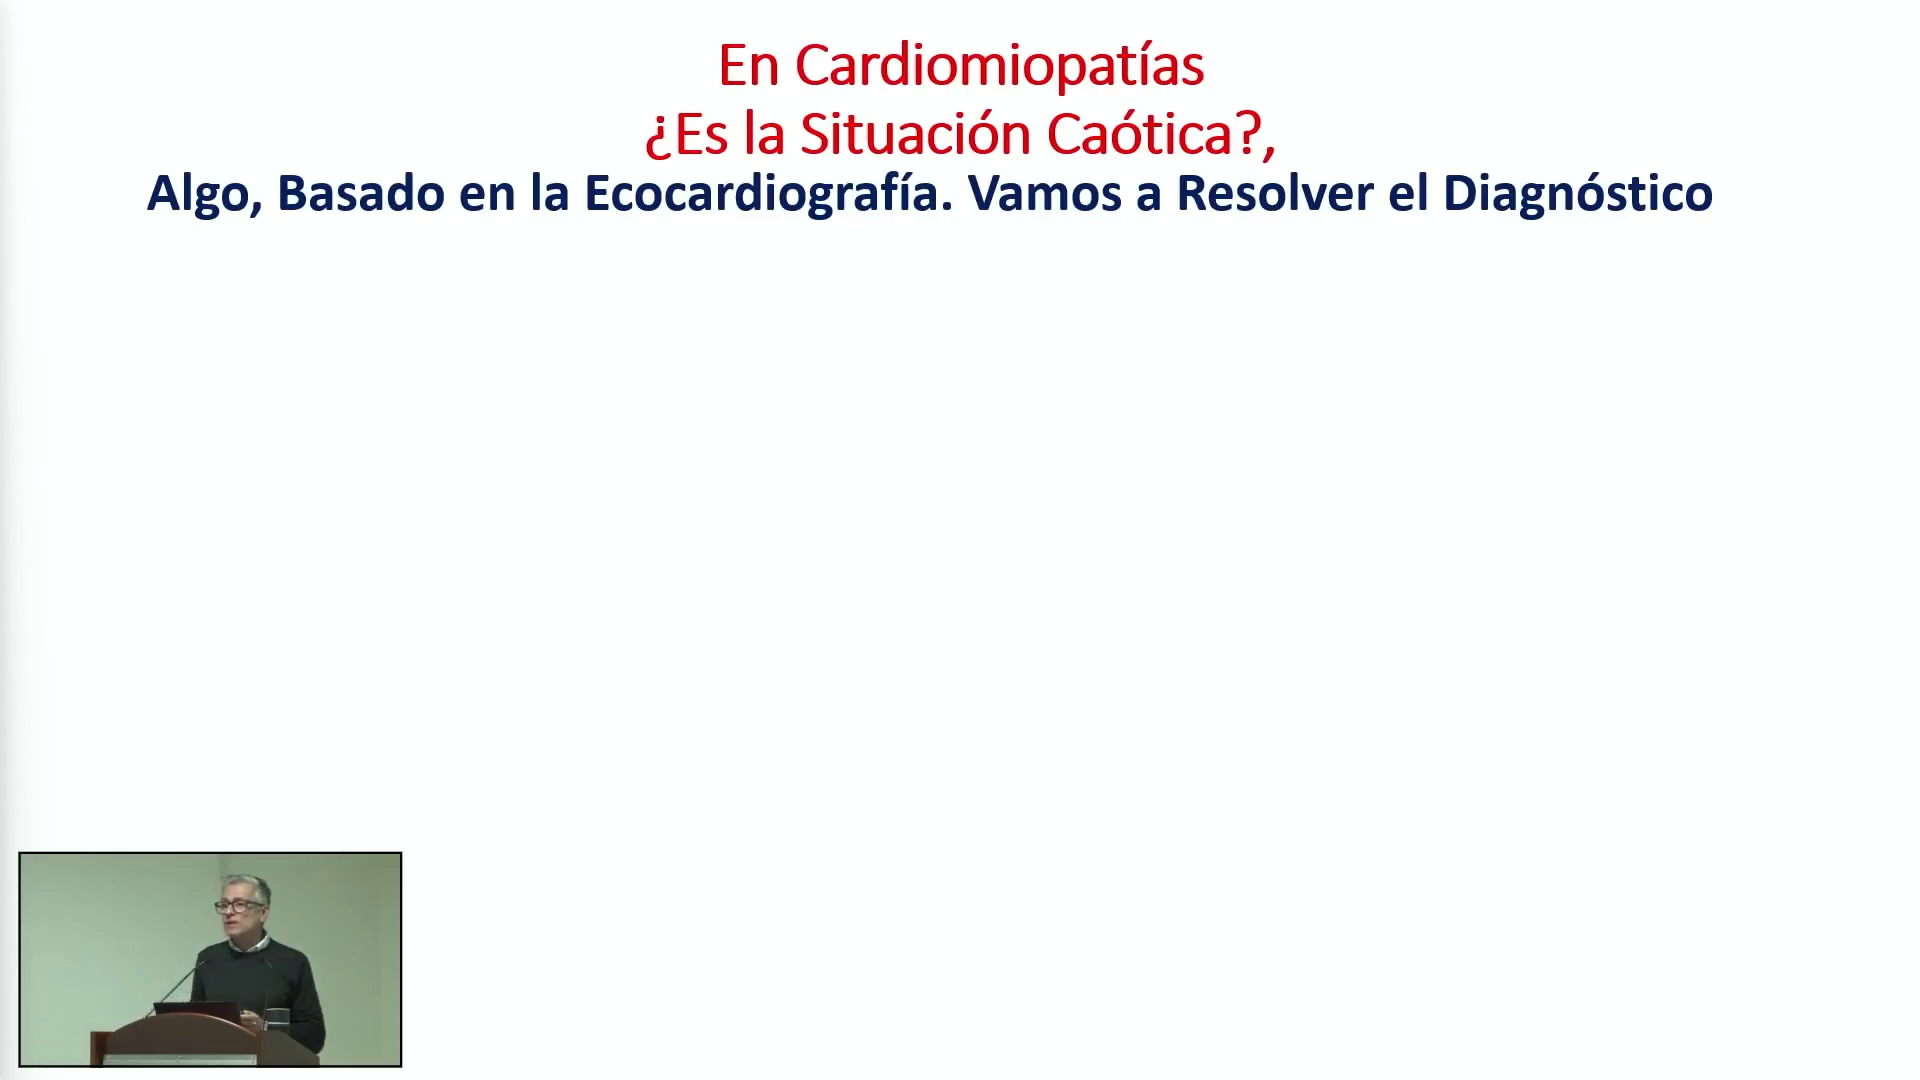 En Cardiomiopatías
¿Es la Situación Caótica?,
Algo, Basado en la Ecocardiografía. Vamos a Resolver el Diagnóstico